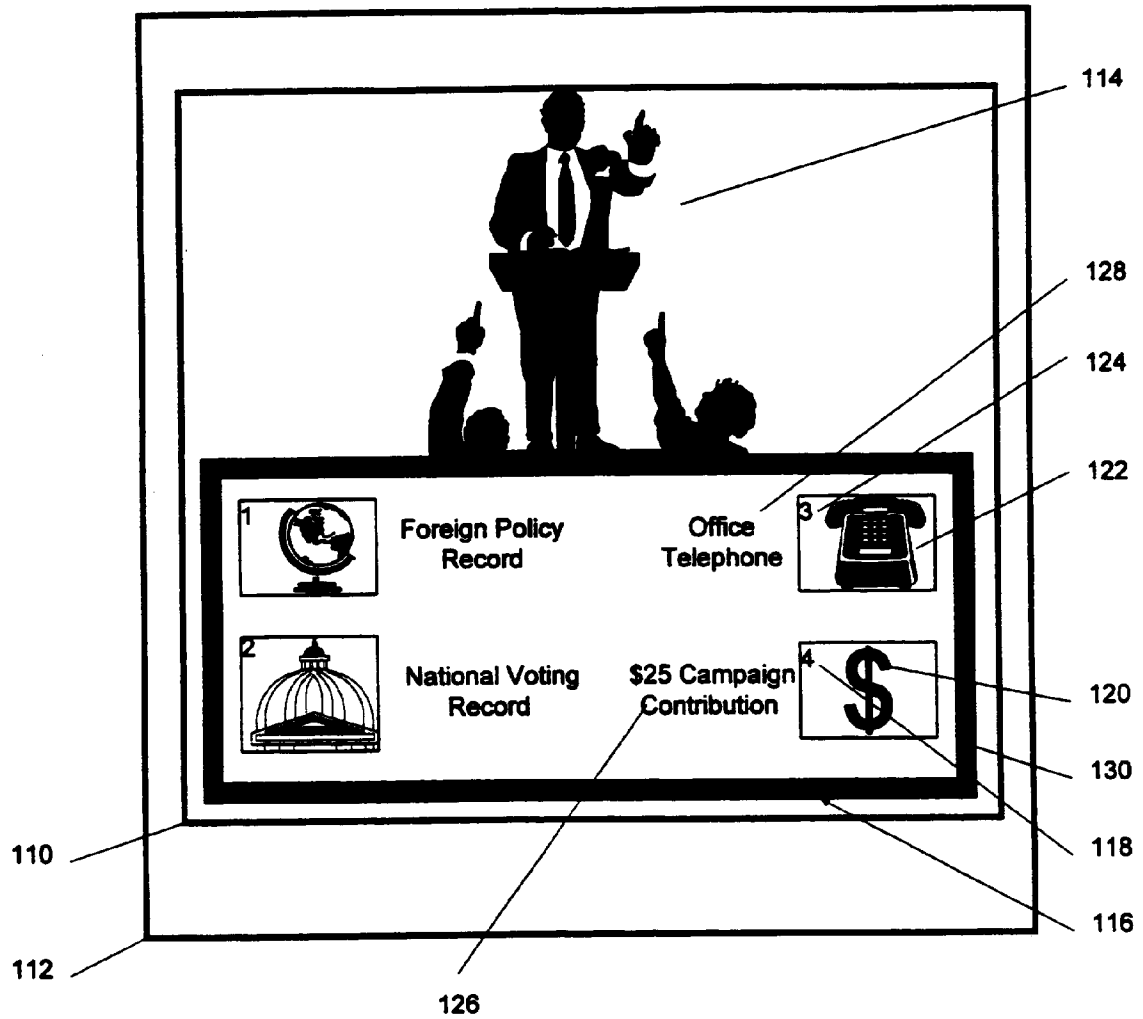 114
128
124
122
1
Foreign Policy
Record
Office
Telephone
3
2
National Voting
Record
$25 Campaign
Contribution
4
120
130
118
116
110
112
126